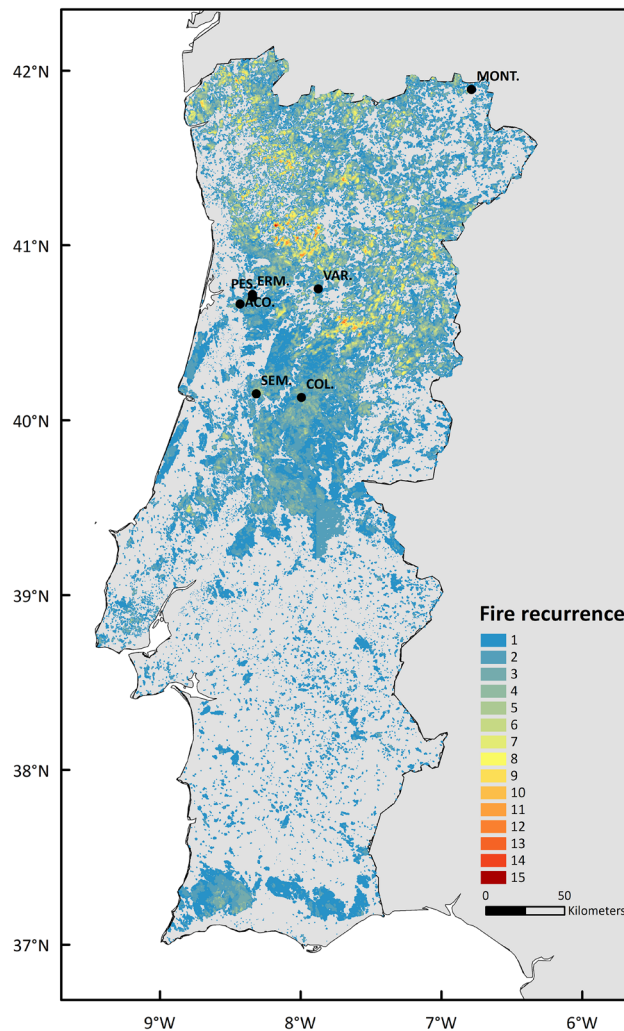 42°N
MONT.
41°N
PES. ERM.
VAR.
ACO.
SEM.
COL.
40°N
39°N
Fire recurrence
1
2
3
4
5
6
7
8
9
10
11
12
13
14
15
38°N
0 50
Kilometers
37°N
9°W 8°W 7°W 6°W